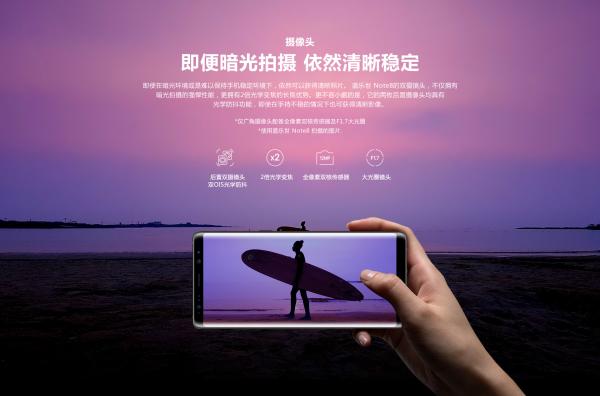 摄像头
即便暗光拍摄 依然清晰稳定
即便在暗光环境或是难以保持手机稳定环境下，依然可以获得清晰照片。 盖乐世 Note8的双摄镜头，不仅拥有
暗光拍摄的强悍性能，更拥有2倍光学变焦的长焦优势。更不容小觑的是，它的两枚后置摄像头均具有
光学防抖功能，即使在手持不稳的情况下也可获得清晰影像。
*仅广角摄像头配备全像素双核传感器及F1.7大光圈
*使用盖乐世 Note8 拍摄的图片
x2
12MP
F1.7
后置双摄镜头
双OIS光学防抖
2倍光学变焦
全像素双核传感器
大光圈镜头